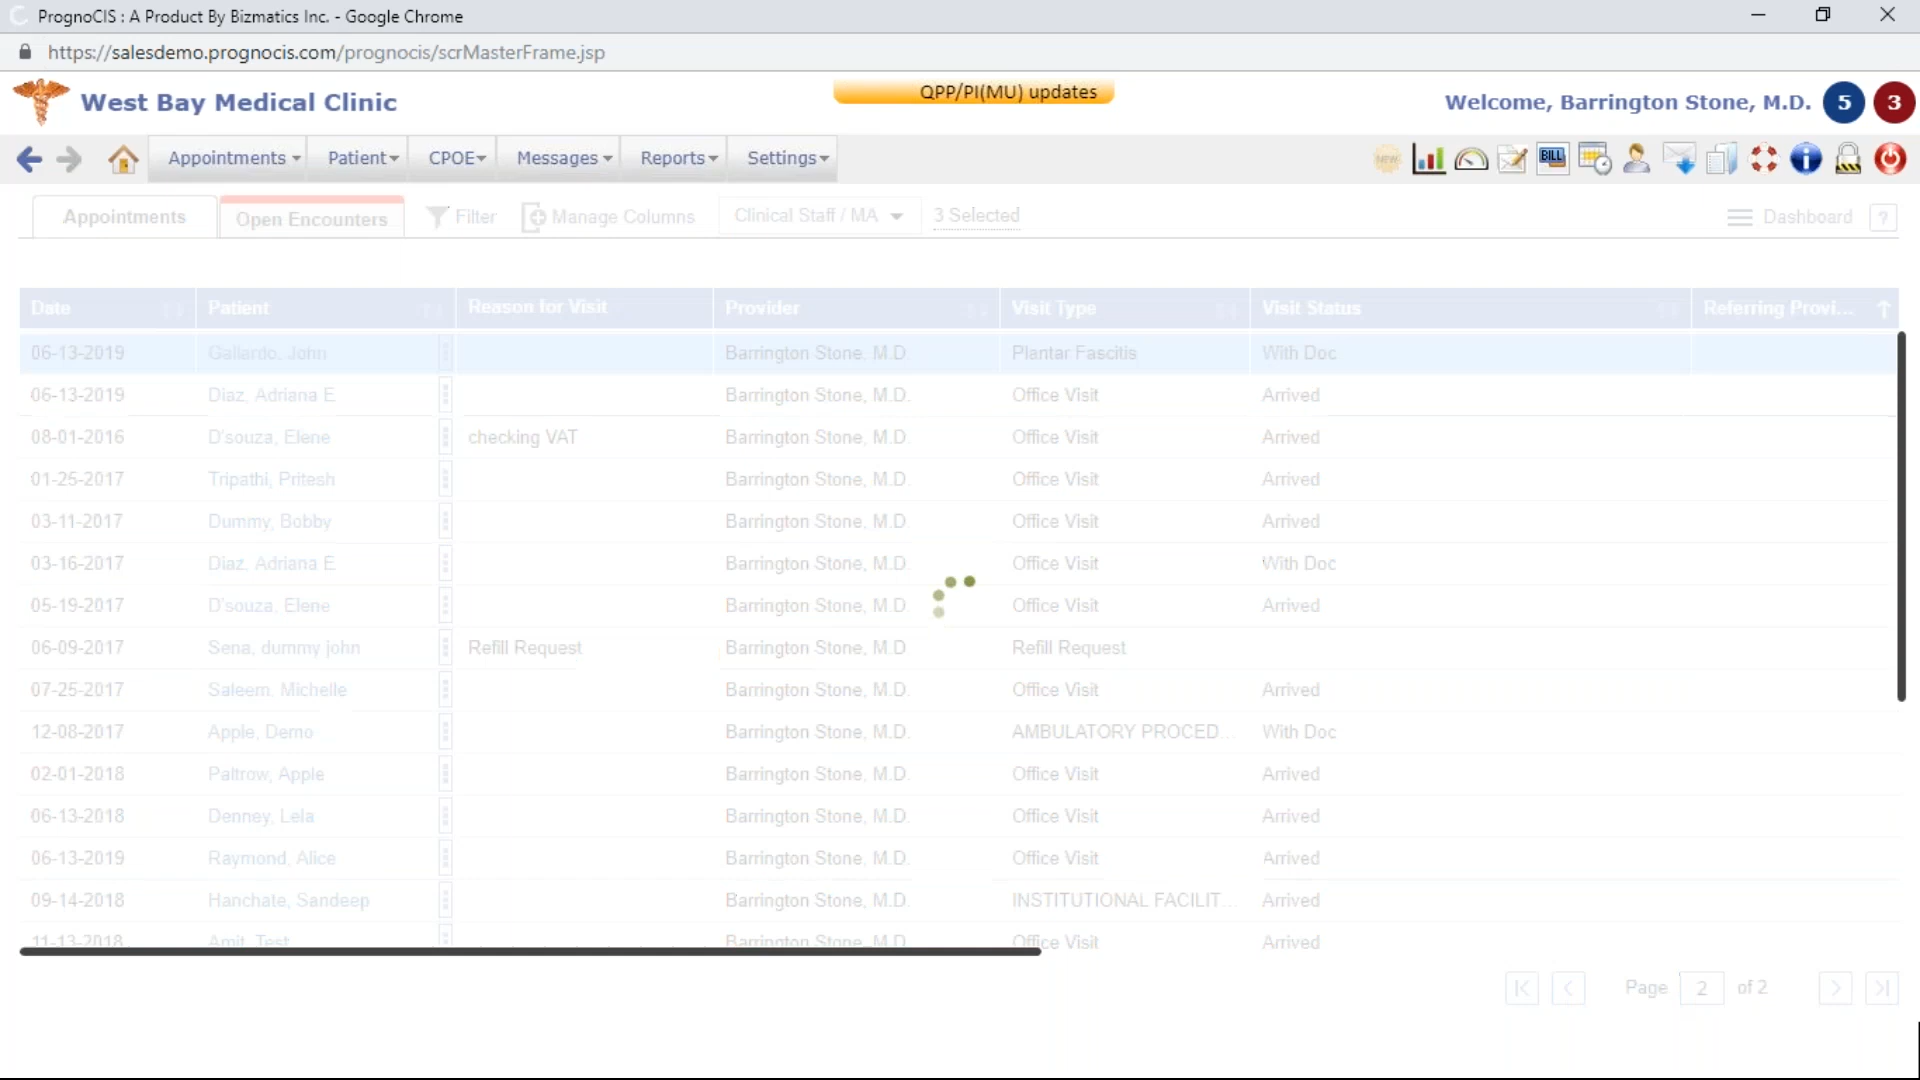 PrognoCIS : A Product By Bizmatics Inc. - Google Chrome
https://salesdemo.prognocis.com/prognocis/scrMasterFrame.jsp
West Bay Medical Clinic
QPP/PI(MU) updates
Welcome, Barrington Stone, M.D. 5 3
Appointments Patient CPOE Messages Reports Settings NEW BILL
Appointments Open Encounters Filter Manage Columns Clinical Staff / MA 3 Selected Dashboard ?
Date Patient Reason for Visit Provider Visit Type Visit Status Referring Provi...
06-13-2019 Gallardo, John Barrington Stone, M.D. Plantar Fascitis With Doc
06-13-2019 Diaz, Adriana E Barrington Stone, M.D. Office Visit Arrived
08-01-2016 D'souza, Elene checking VAT Barrington Stone, M.D. Office Visit Arrived
01-25-2017 Tripathi, Pritesh Barrington Stone, M.D. Office Visit Arrived
03-11-2017 Dummy, Bobby Barrington Stone, M.D. Office Visit Arrived
03-16-2017 Diaz, Adriana E Barrington Stone, M.D. Office Visit With Doc
05-19-2017 D'souza, Elene Barrington Stone, M.D. Office Visit Arrived
06-09-2017 Sena, dummy john Refill Request Barrington Stone, M.D. Refill Request
07-25-2017 Saleem, Michelle Barrington Stone, M.D. Office Visit Arrived
12-08-2017 Apple, Demo Barrington Stone, M.D. AMBULATORY PROCED... With Doc
02-01-2018 Paltrow, Apple Barrington Stone, M.D. Office Visit Arrived
06-13-2018 Denney, Lela Barrington Stone, M.D. Office Visit Arrived
06-13-2019 Raymond, Alice Barrington Stone, M.D. Office Visit Arrived
09-14-2018 Hanchate, Sandeep Barrington Stone, M.D. INSTITUTIONAL FACILIT... Arrived
11-13-2018 Amit, Test Barrington Stone, M.D. Office Visit Arrived
Page 2 of 2